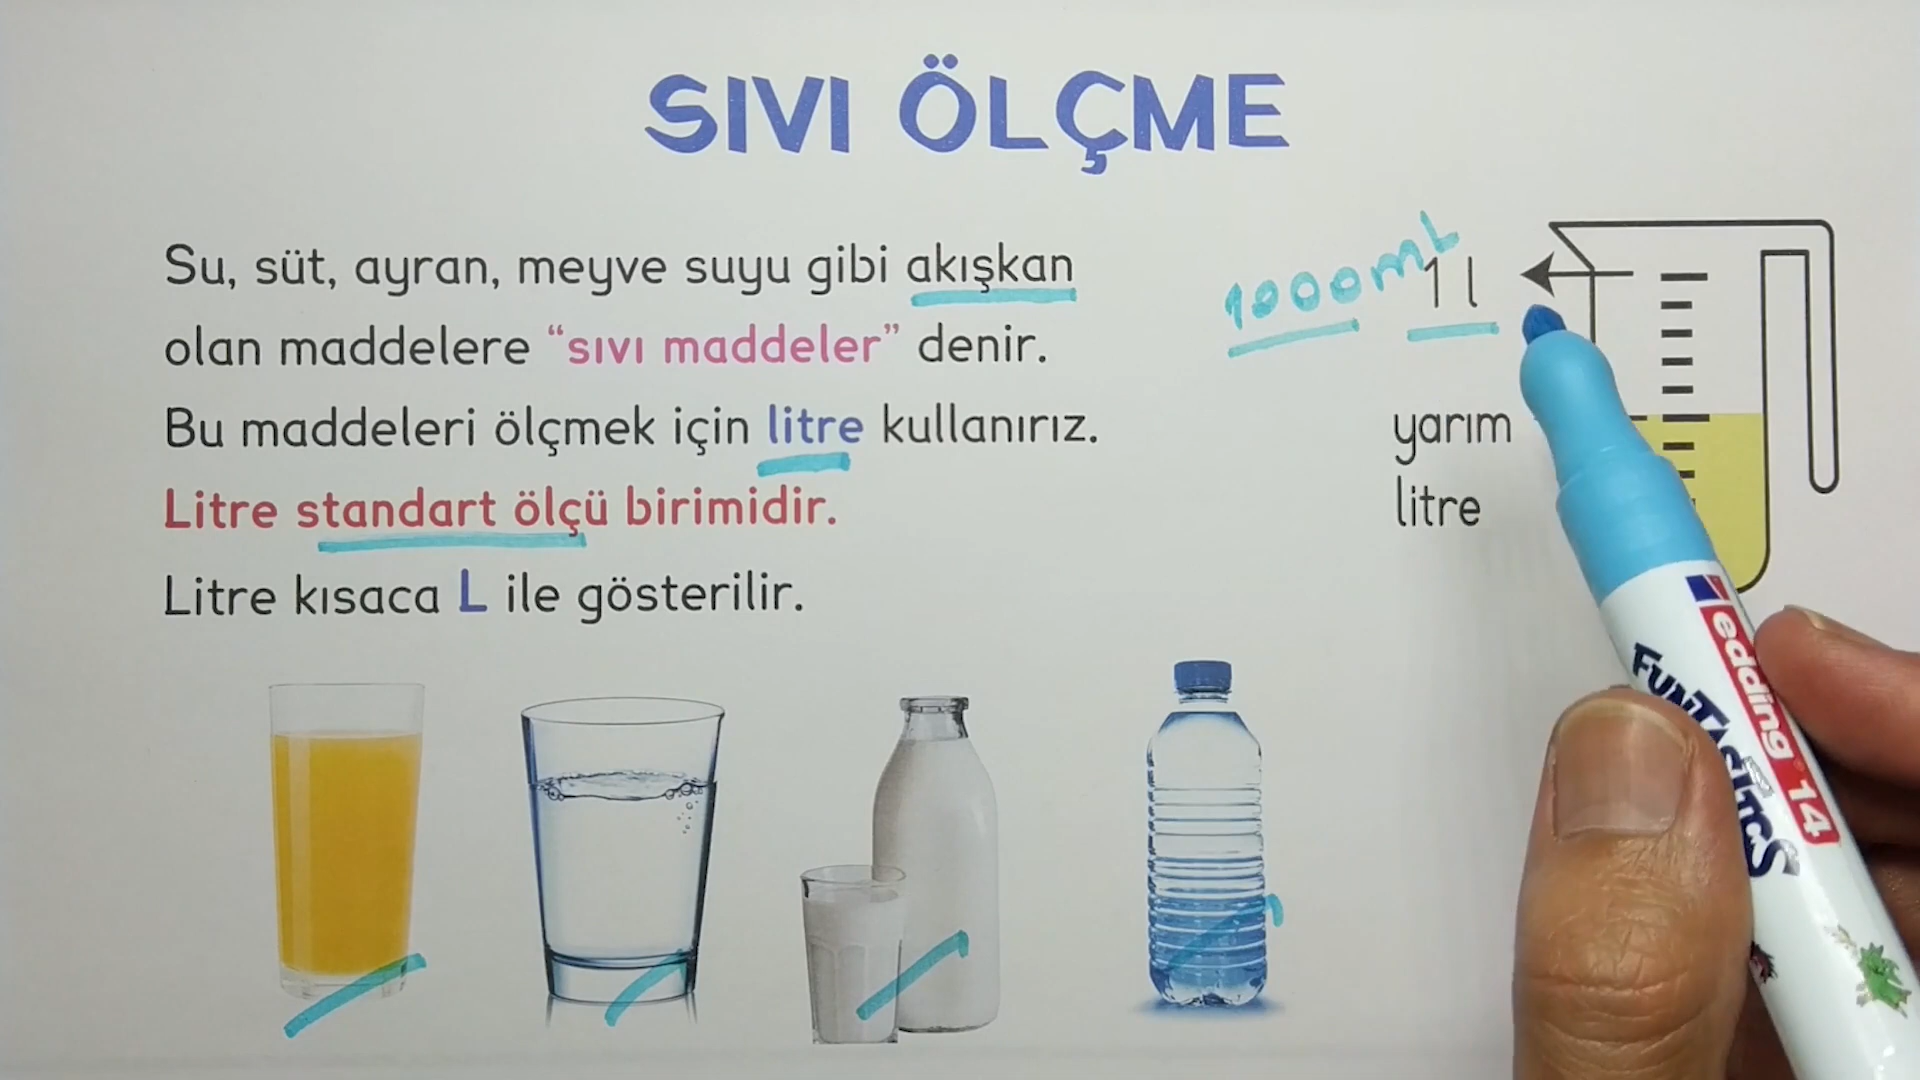 SIVI ÖLÇME
Su, süt, ayran, meyve suyu gibi akışkan
olan maddelere “sıvı maddeler” denir.
Bu maddeleri ölçmek için litre kullanırız.
Litre standart ölçü birimidir.
Litre kısaca L ile gösterilir.
1000mL
1 l
yarım
litre
edding 14
FUNTASTICS